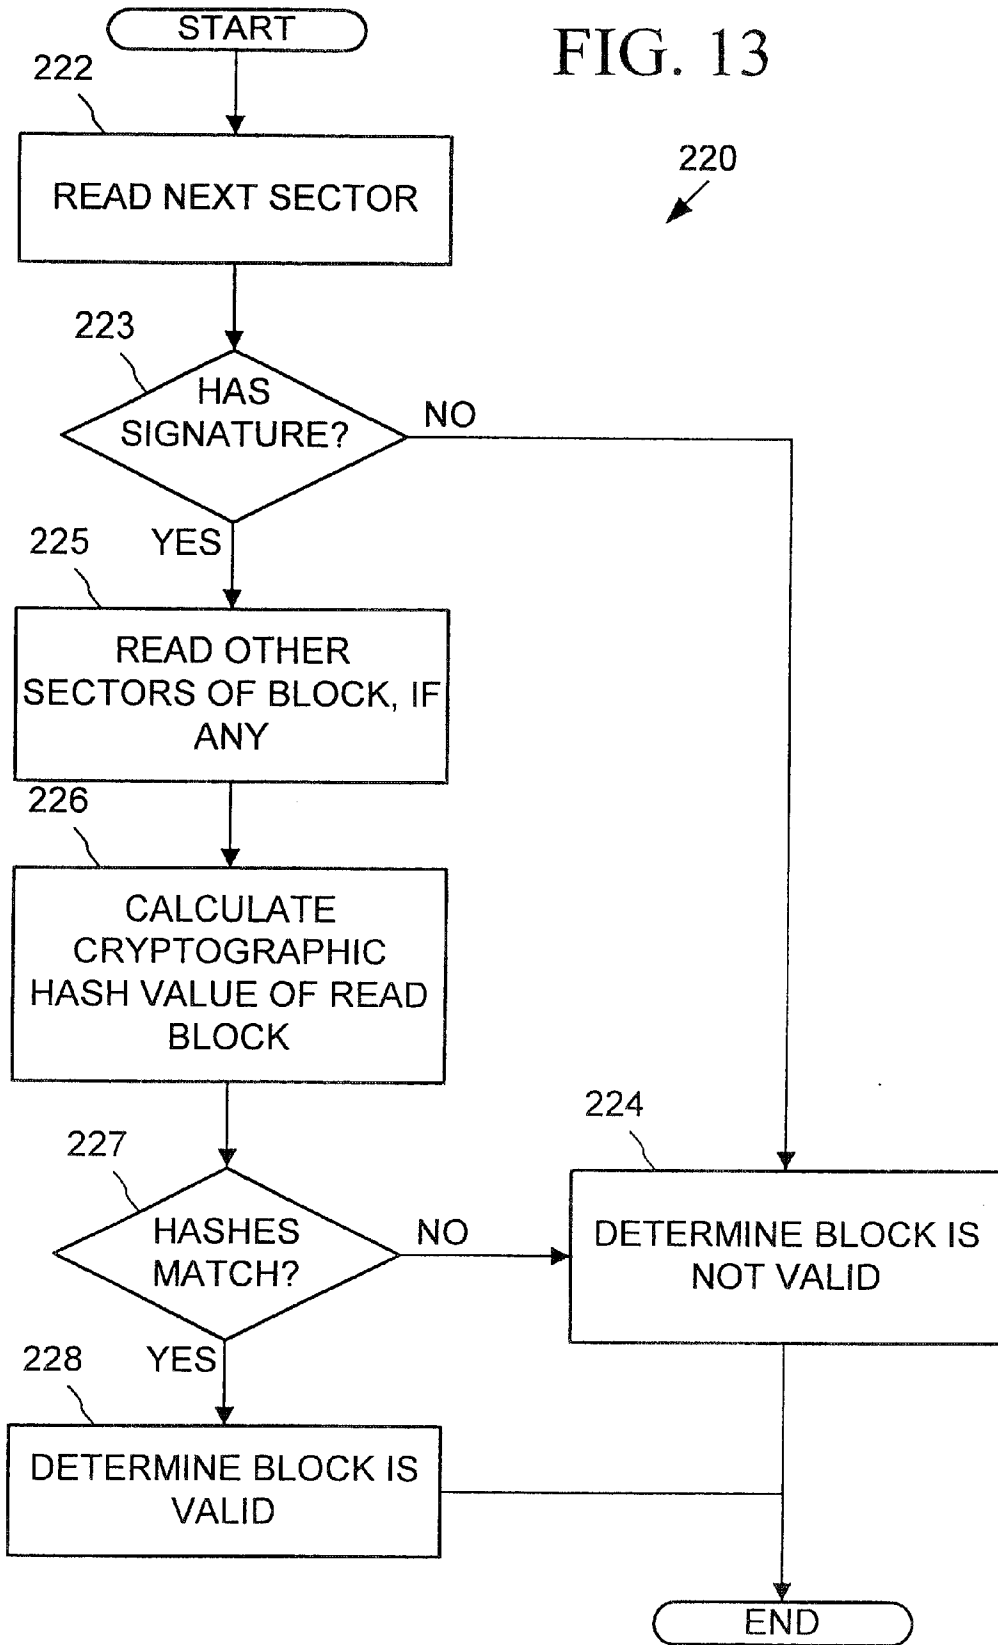 START
FIG. 13
222
220
READ NEXT SECTOR
223
HAS
SIGNATURE?
NO
YES
225
READ OTHER
SECTORS OF BLOCK, IF
ANY
226
CALCULATE
CRYPTOGRAPHIC
HASH VALUE OF READ
BLOCK
224
227
HASHES
MATCH?
NO
DETERMINE BLOCK IS
NOT VALID
YES
228
DETERMINE BLOCK IS
VALID
END